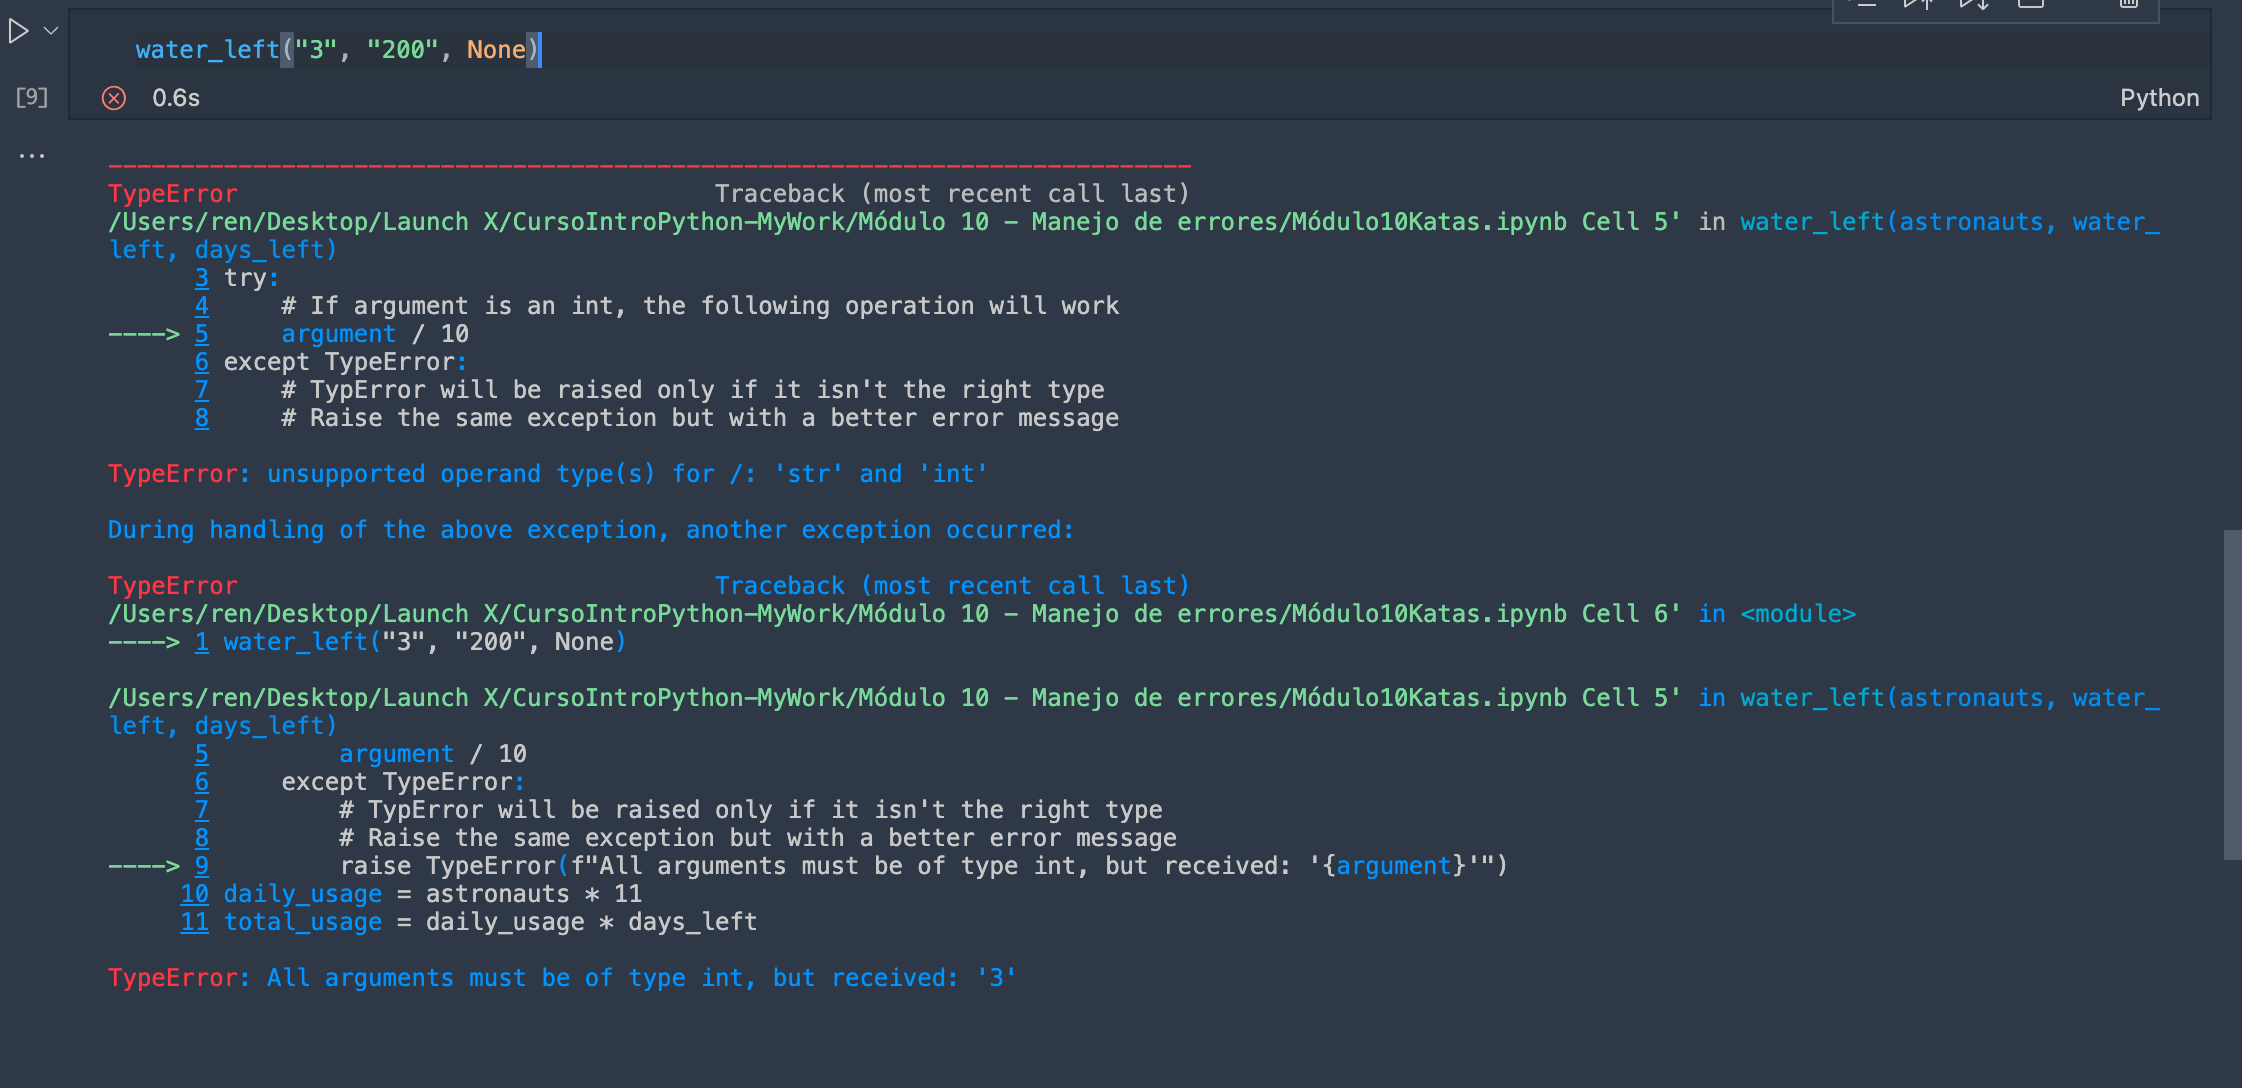 water_left("3", "200", None)
[9]
0.6s
Python
...
---------------------------------------------------------------------------
TypeError                                 Traceback (most recent call last)
/Users/ren/Desktop/Launch X/CursoIntroPython-MyWork/Módulo 10 - Manejo de errores/Módulo10Katas.ipynb Cell 5' in water_left(astronauts, water_
left, days_left)
      3 try:
      4     # If argument is an int, the following operation will work
----> 5     argument / 10
      6 except TypeError:
      7     # TypError will be raised only if it isn't the right type
      8     # Raise the same exception but with a better error message
TypeError: unsupported operand type(s) for /: 'str' and 'int'
During handling of the above exception, another exception occurred:
TypeError                                 Traceback (most recent call last)
/Users/ren/Desktop/Launch X/CursoIntroPython-MyWork/Módulo 10 - Manejo de errores/Módulo10Katas.ipynb Cell 6' in <module>
----> 1 water_left("3", "200", None)
/Users/ren/Desktop/Launch X/CursoIntroPython-MyWork/Módulo 10 - Manejo de errores/Módulo10Katas.ipynb Cell 5' in water_left(astronauts, water_
left, days_left)
      5         argument / 10
      6     except TypeError:
      7         # TypError will be raised only if it isn't the right type
      8         # Raise the same exception but with a better error message
----> 9         raise TypeError(f"All arguments must be of type int, but received: '{argument}'")
     10 daily_usage = astronauts * 11
     11 total_usage = daily_usage * days_left
TypeError: All arguments must be of type int, but received: '3'